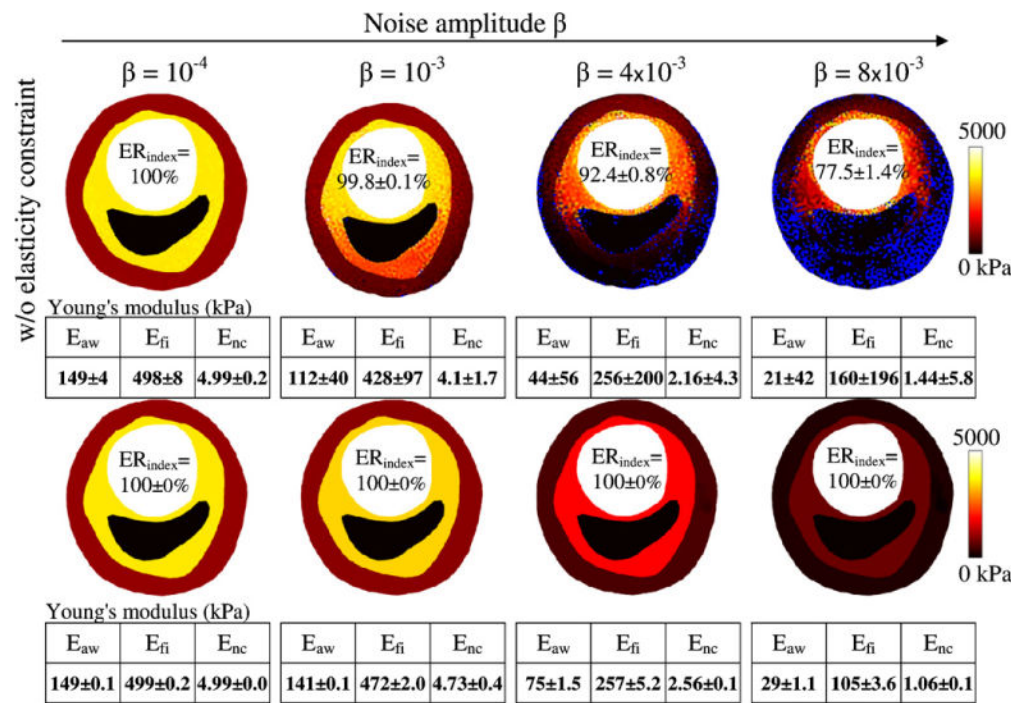 Noise amplitude β
w/o elasticity constraint
β = 10⁻⁴ β = 10⁻³ β = 4x10⁻³ β = 8x10⁻³
ER_index= ER_index= ER_index= ER_index=
100% 99.8±0.1% 92.4±0.8% 77.5±1.4%
5000
0 kPa
Young's modulus (kPa)
E_aw E_fi E_nc E_aw E_fi E_nc E_aw E_fi E_nc E_aw E_fi E_nc
149±4 498±8 4.99±0.2 112±40 428±97 4.1±1.7 44±56 256±200 2.16±4.3 21±42 160±196 1.44±5.8
ER_index= ER_index= ER_index= ER_index=
100±0% 100±0% 100±0% 100±0%
5000
0 kPa
Young's modulus (kPa)
E_aw E_fi E_nc E_aw E_fi E_nc E_aw E_fi E_nc E_aw E_fi E_nc
149±0.1 499±0.2 4.99±0.0 141±0.1 472±2.0 4.73±0.4 75±1.5 257±5.2 2.56±0.1 29±1.1 105±3.6 1.06±0.1